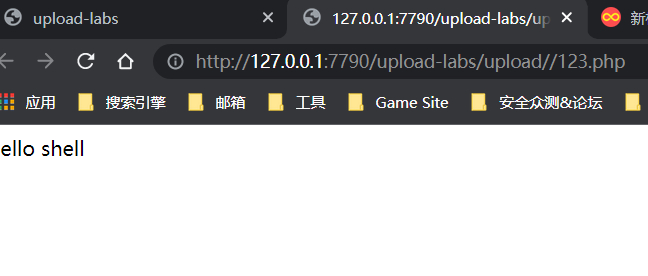 upload-labs
127.0.0.1:7790/upload-labs/up
新标
http://127.0.0.1:7790/upload-labs/upload//123.php
应用 搜索引擎 邮箱 工具 Game Site 安全众测&论坛
ello shell